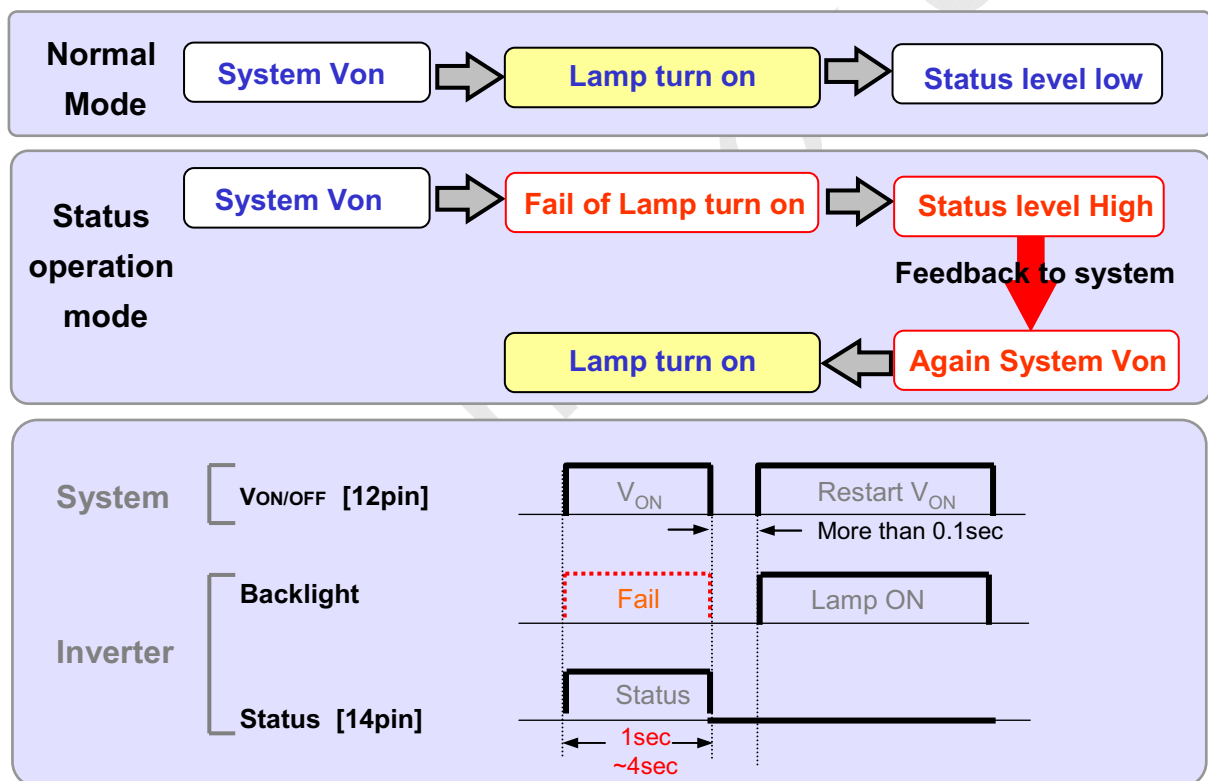 Normal
Mode
System Von
Lamp turn on
Status level low
Status
operation
mode
System Von
Fail of Lamp turn on
Status level High
Feedback to system
Lamp turn on
Again System Von
System
VON/OFF [12pin]
VON
Restart VON
More than 0.1sec
Inverter
Backlight
Fail
Lamp ON
Status [14pin]
Status
1sec
~4sec